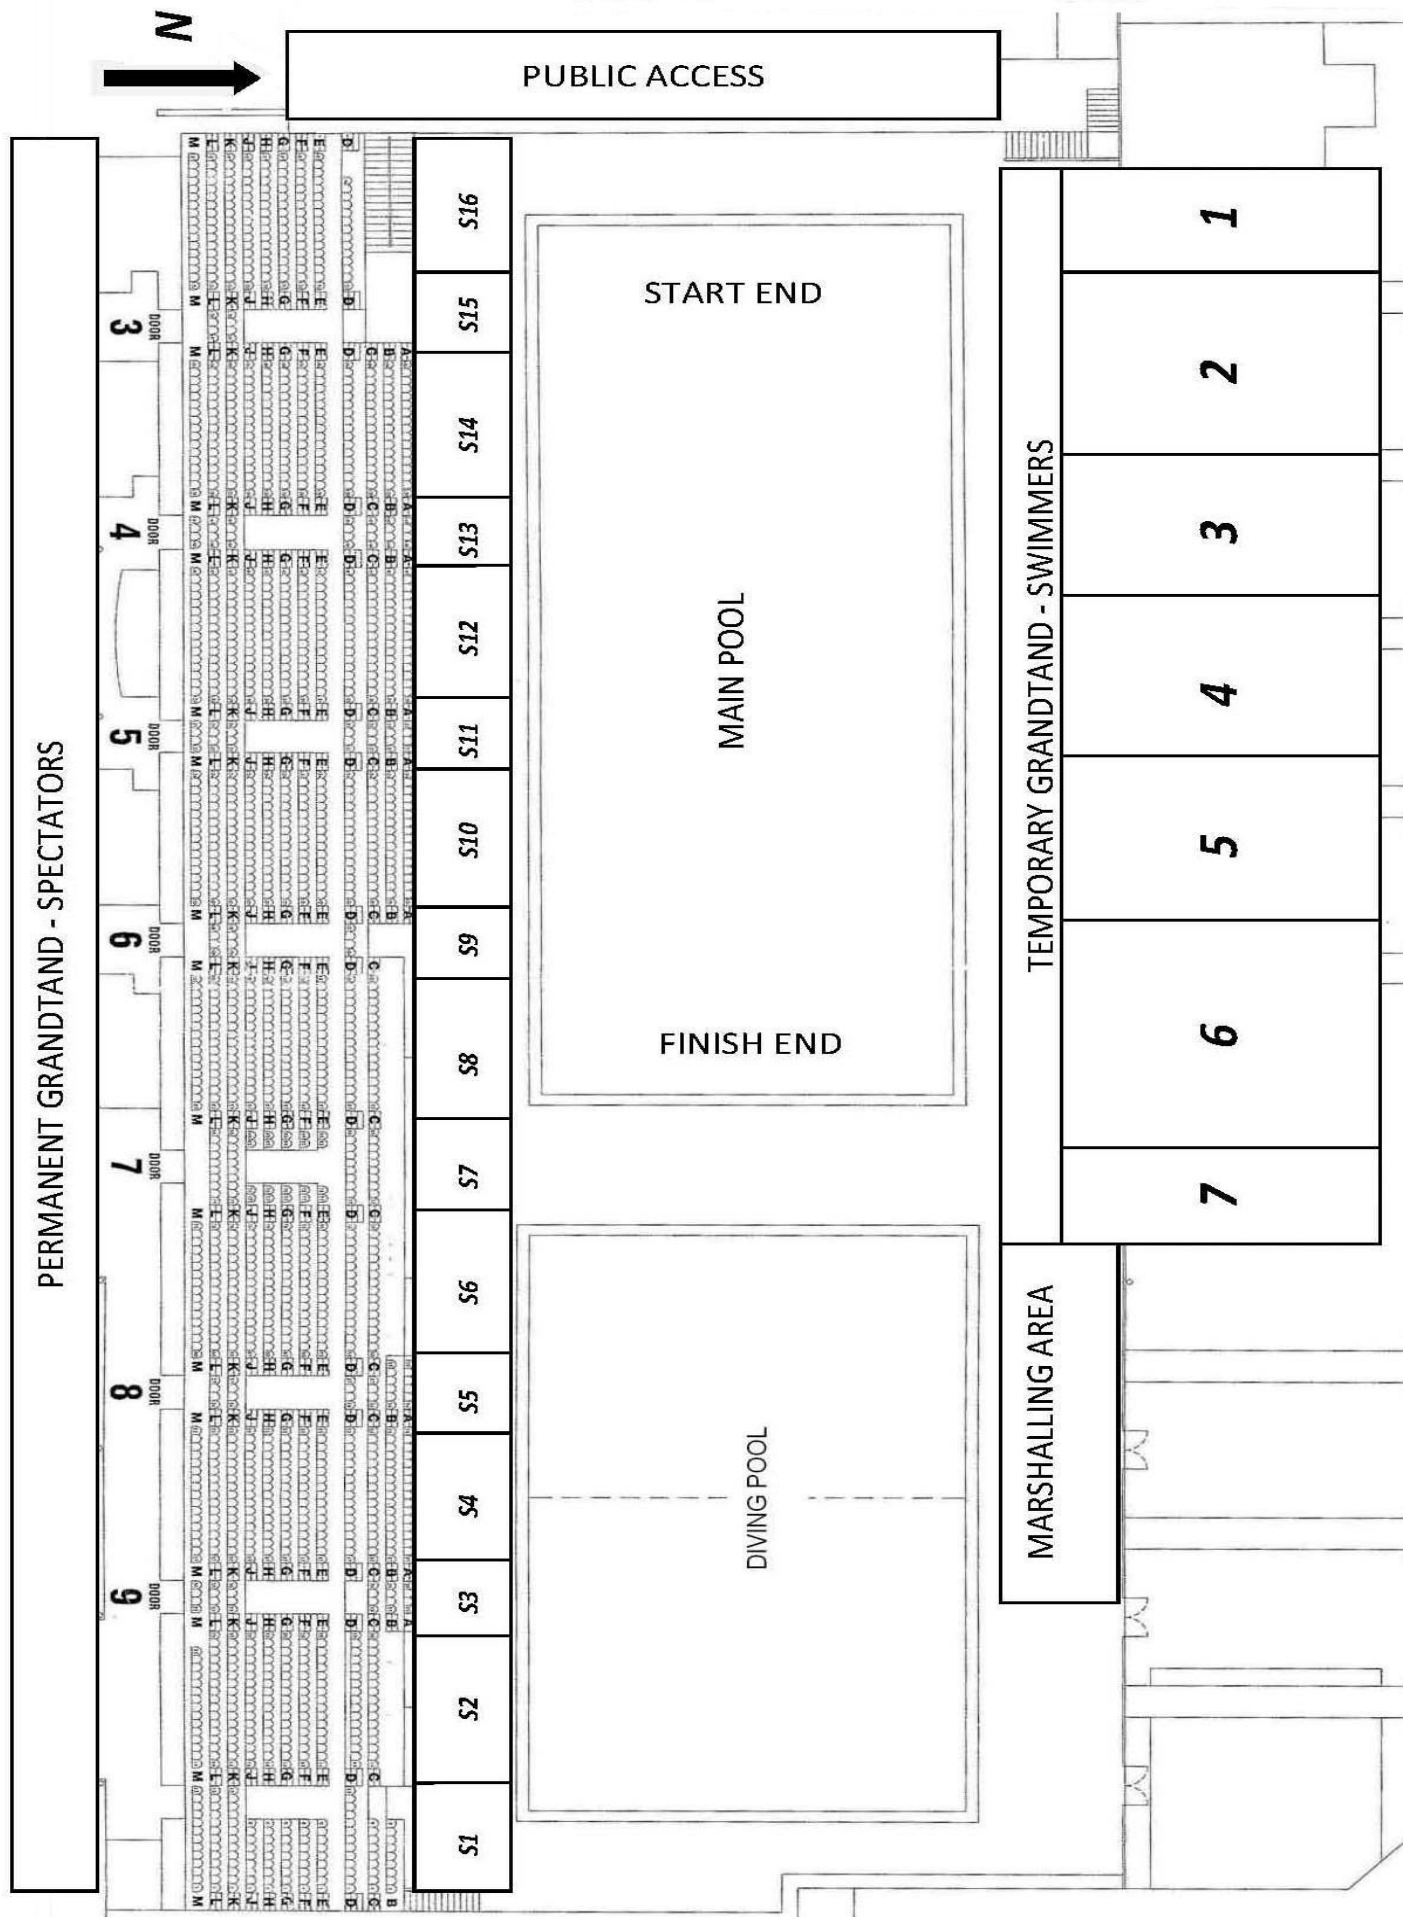 N
PUBLIC ACCESS
PERMANENT GRANDTAND - SPECTATORS
M L K J H G F E D
M L K J H G F E D
DOOR
3
M L K J H G F E D C B A
M L K J H G F E D C B A
DOOR
4
M L K J H G F E D C B A
M L K J H G F E D C B A
DOOR
5
M L K J H G F E D C B A
M L K J H G F E D C B A
DOOR
6
M L K J H G F E D C
M L K J H G F E D C
DOOR
7
M L K J H G F E D C
M L K J H G F E D C
DOOR
8
M L K J H G F E D C B A
M L K J H G F E D C B A
DOOR
9
M L K J H G F E D C B A
M L K J H G F E D C
M L K J H G F E D C B
S16
S15
S14
S13
S12
S11
S10
S9
S8
S7
S6
S5
S4
S3
S2
S1
START END
MAIN POOL
FINISH END
DIVING POOL
TEMPORARY GRANDTAND - SWIMMERS
1
2
3
4
5
6
7
MARSHALLING AREA